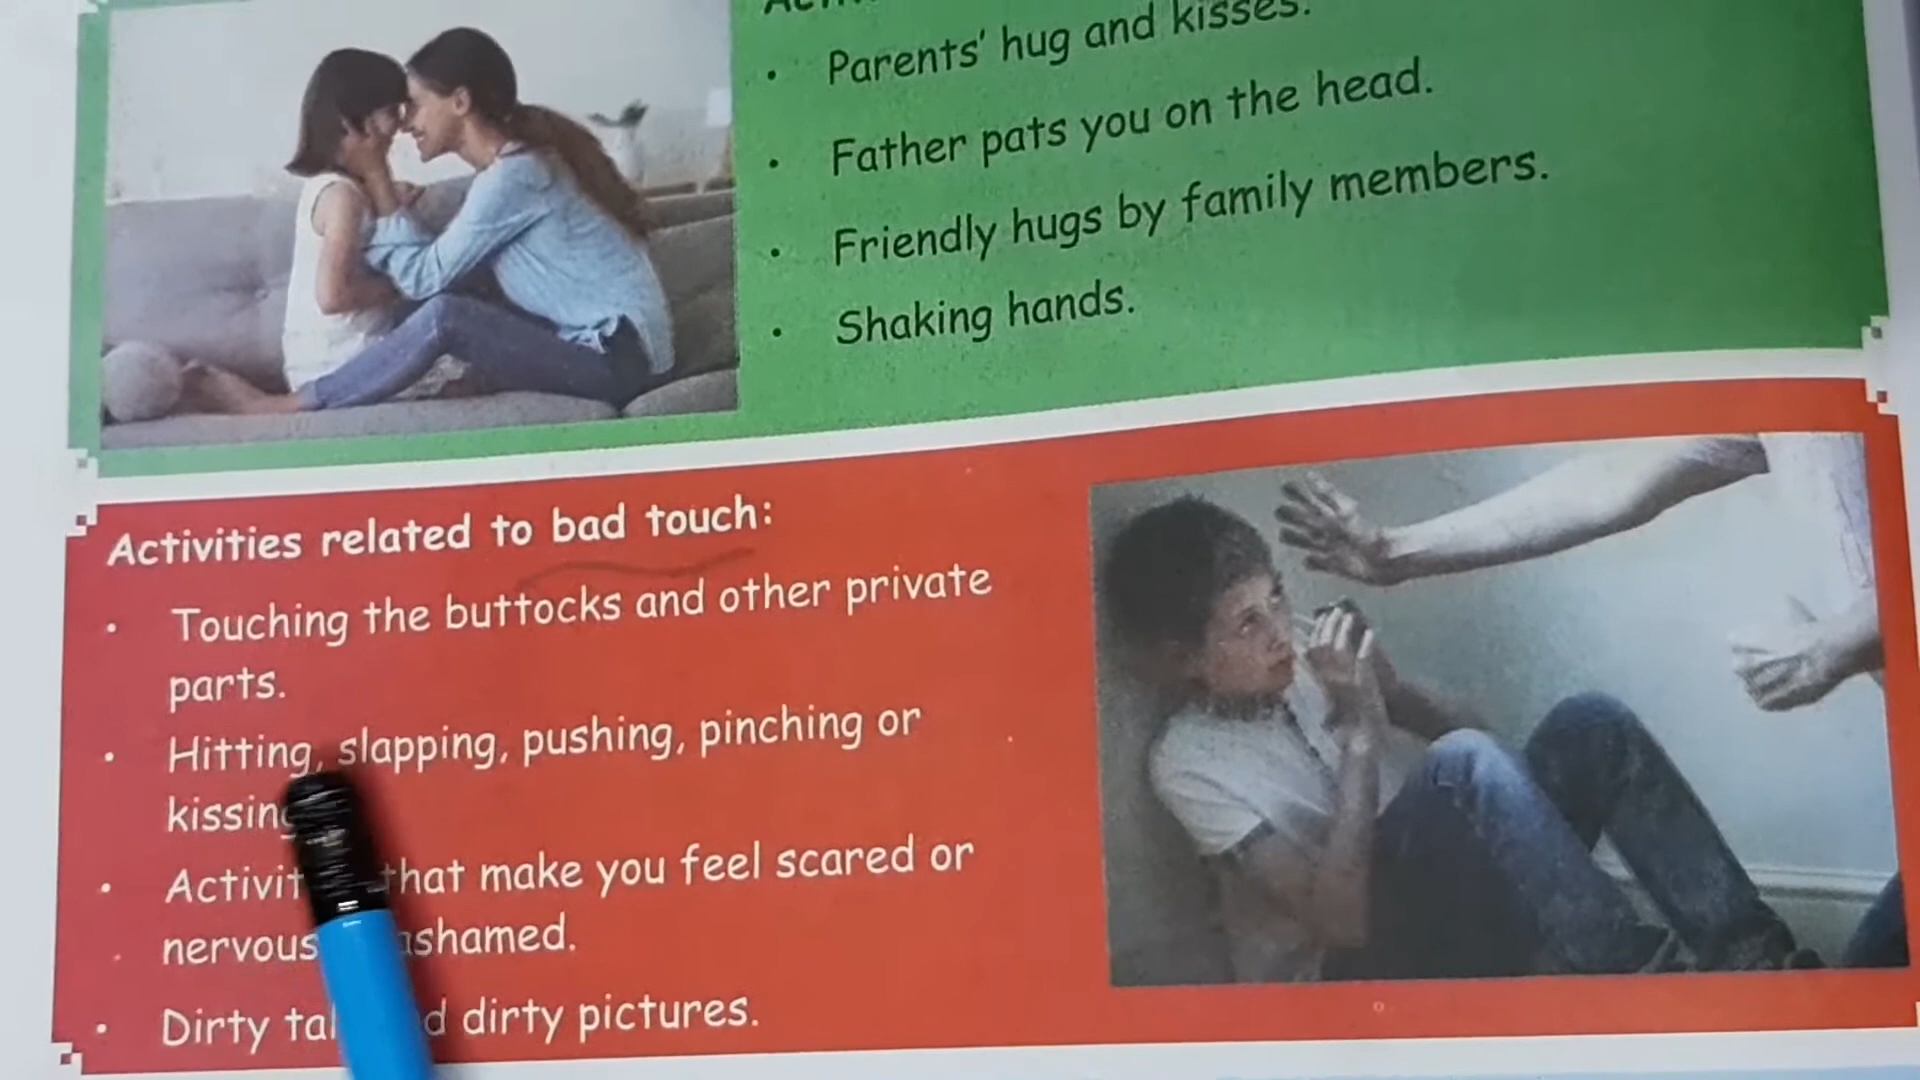 Parents' hug and kisses.
Father pats you on the head.
Friendly hugs by family members.
Shaking hands.
Activities related to bad touch:
Touching the buttocks and other private
parts.
Hitting, slapping, pushing, pinching or
that make you feel scared or
nervous
Dirty dirty pictures.